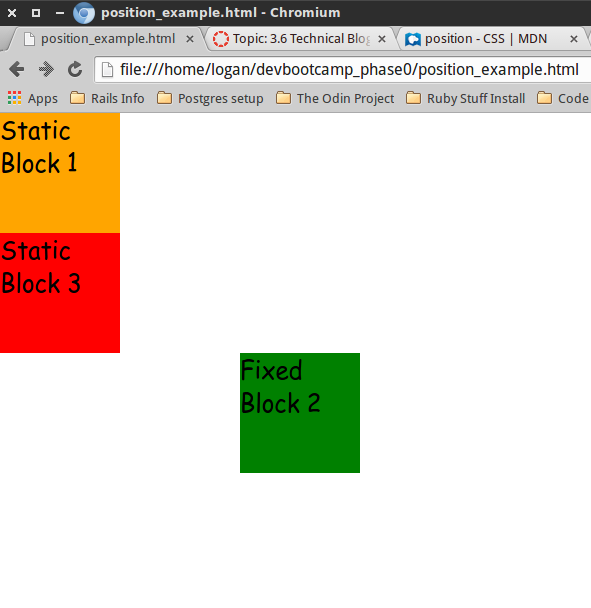 position_example.html - Chromium
position_example.html Topic: 3.6 Technical Blog position - CSS | MDN
file:///home/logan/devbootcamp_phase0/position_example.html
Apps Rails Info Postgres setup The Odin Project Ruby Stuff Install Code
Static
Block 1
Static
Block 3
Fixed
Block 2